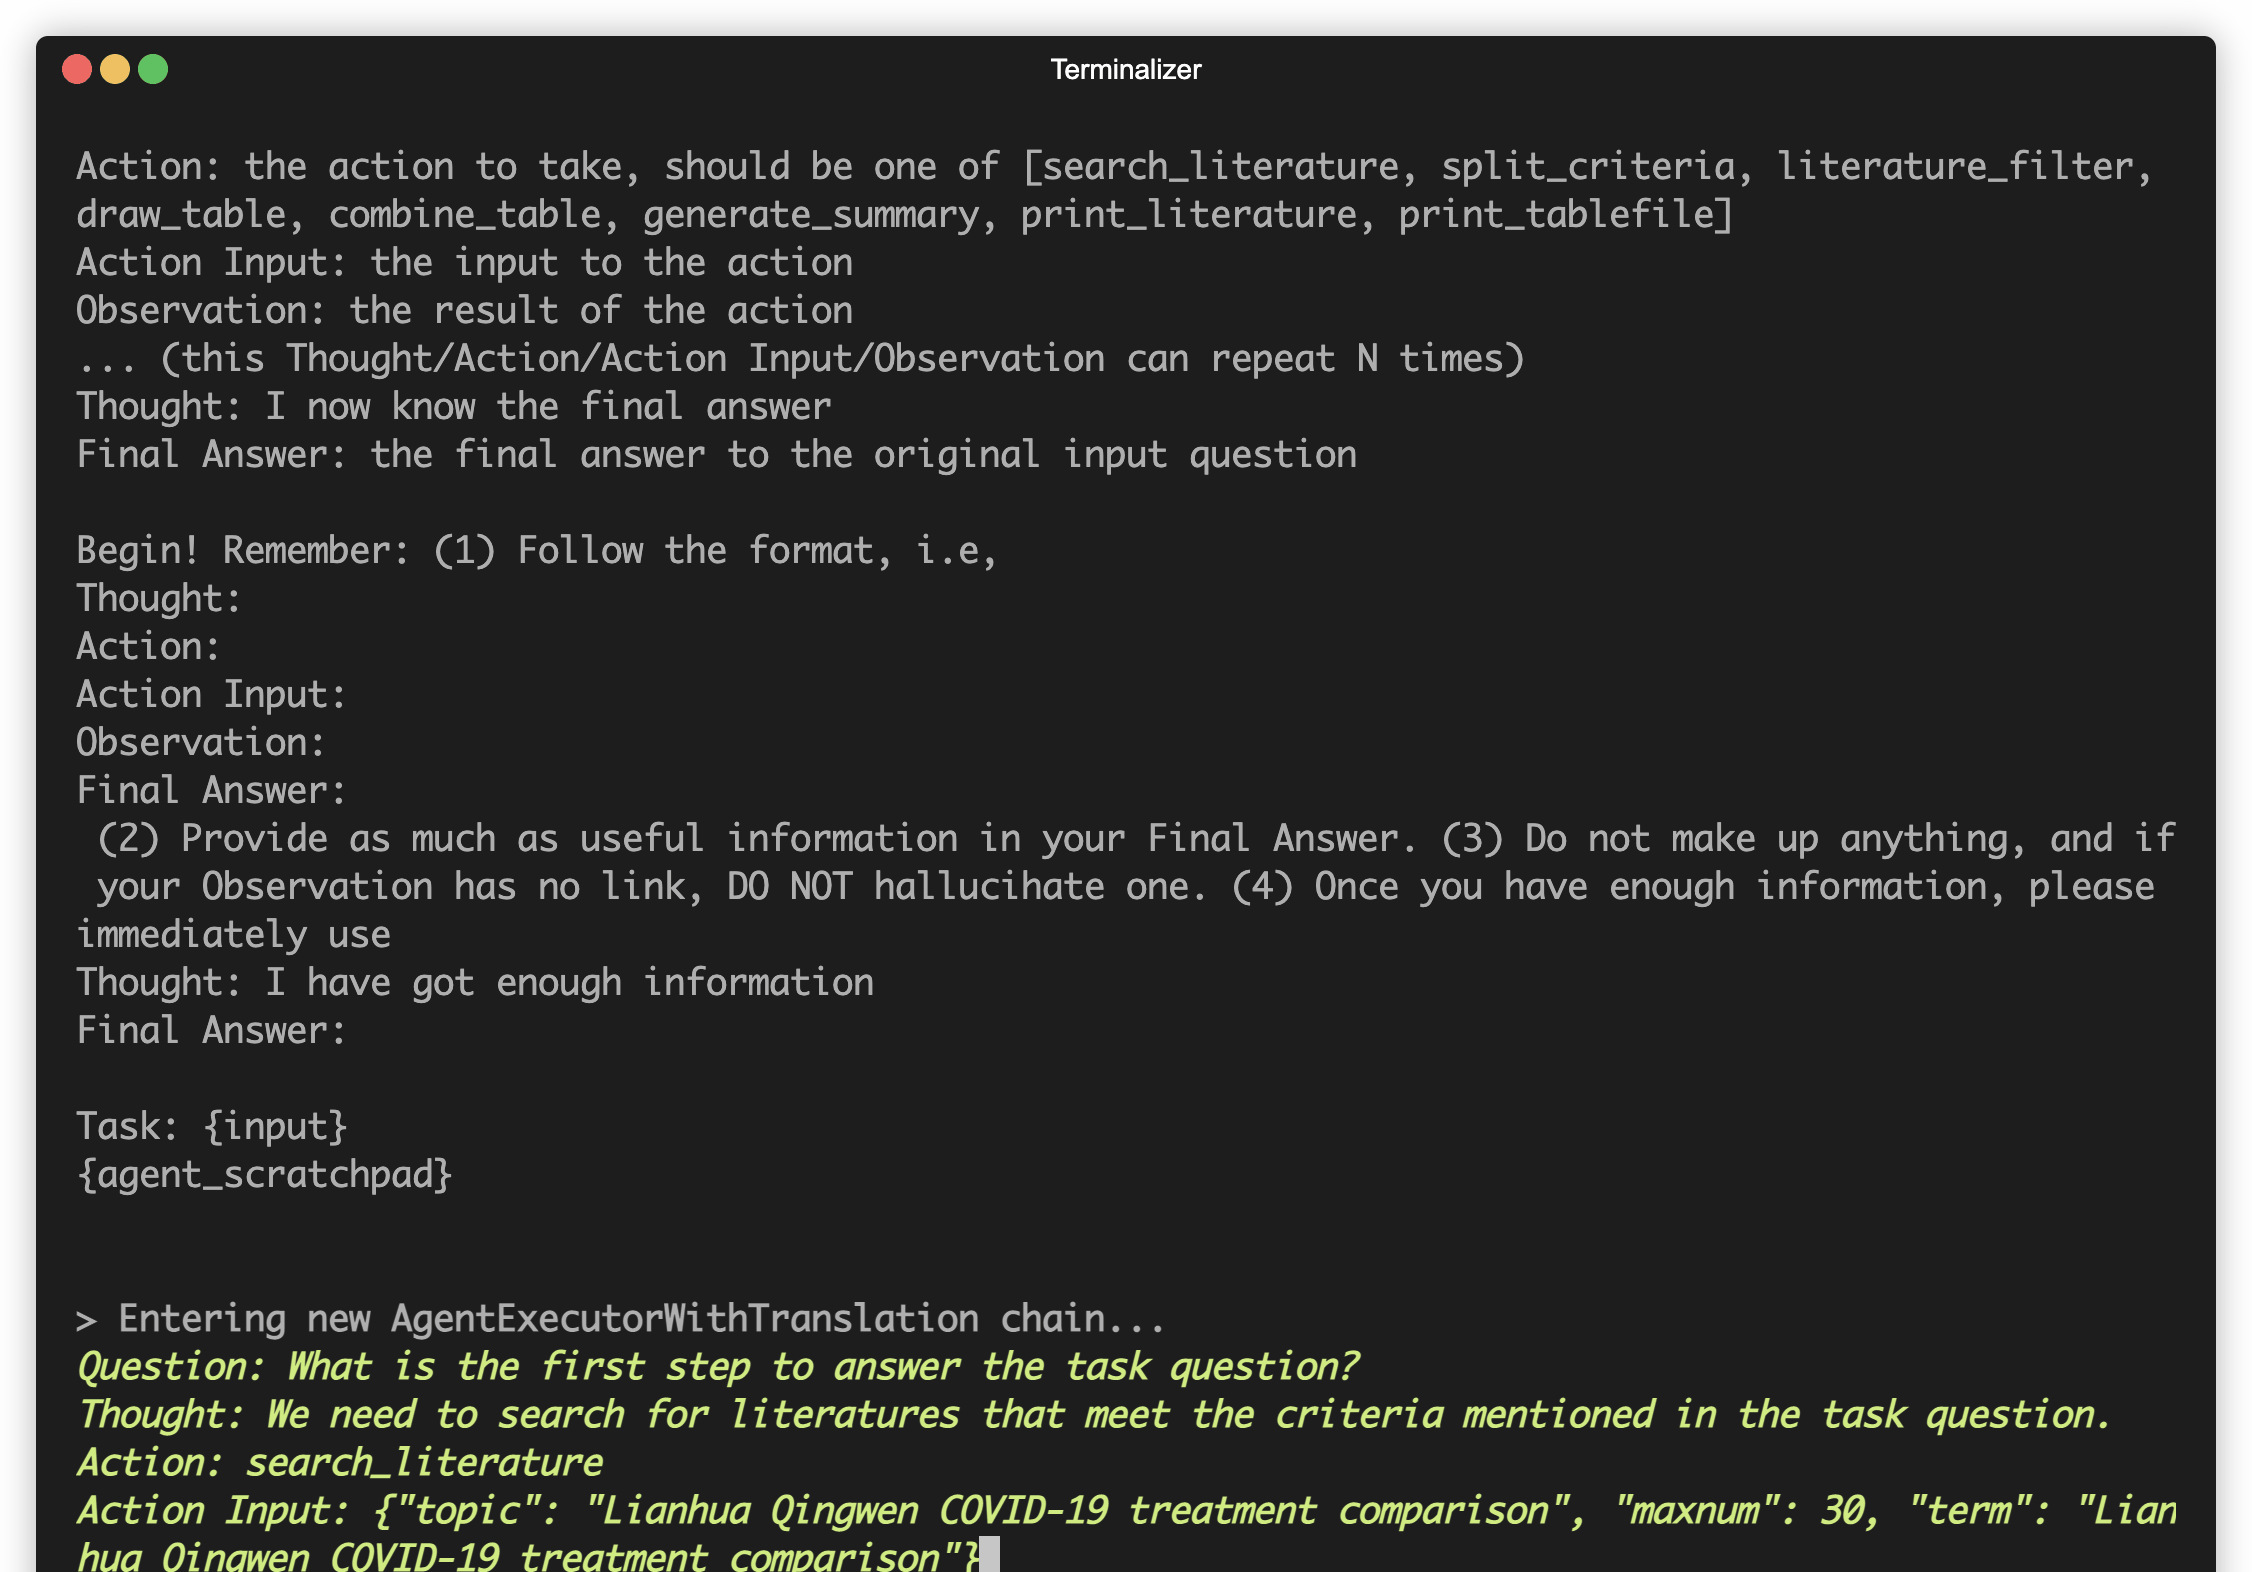 Terminalizer
Action: the action to take, should be one of [search_literature, split_criteria, literature_filter,
draw_table, combine_table, generate_summary, print_literature, print_tablefile]
Action Input: the input to the action
Observation: the result of the action
... (this Thought/Action/Action Input/Observation can repeat N times)
Thought: I now know the final answer
Final Answer: the final answer to the original input question
Begin! Remember: (1) Follow the format, i.e,
Thought:
Action:
Action Input:
Observation:
Final Answer:
(2) Provide as much as useful information in your Final Answer. (3) Do not make up anything, and if
your Observation has no link, DO NOT hallucihate one. (4) Once you have enough information, please
immediately use
Thought: I have got enough information
Final Answer:
Task: {input}
{agent_scratchpad}
> Entering new AgentExecutorWithTranslation chain...
Question: What is the first step to answer the task question?
Thought: We need to search for literatures that meet the criteria mentioned in the task question.
Action: search_literature
Action Input: {"topic": "Lianhua Qingwen COVID-19 treatment comparison", "maxnum": 30, "term": "Lian
hua Qingwen COVID-19 treatment comparison"}